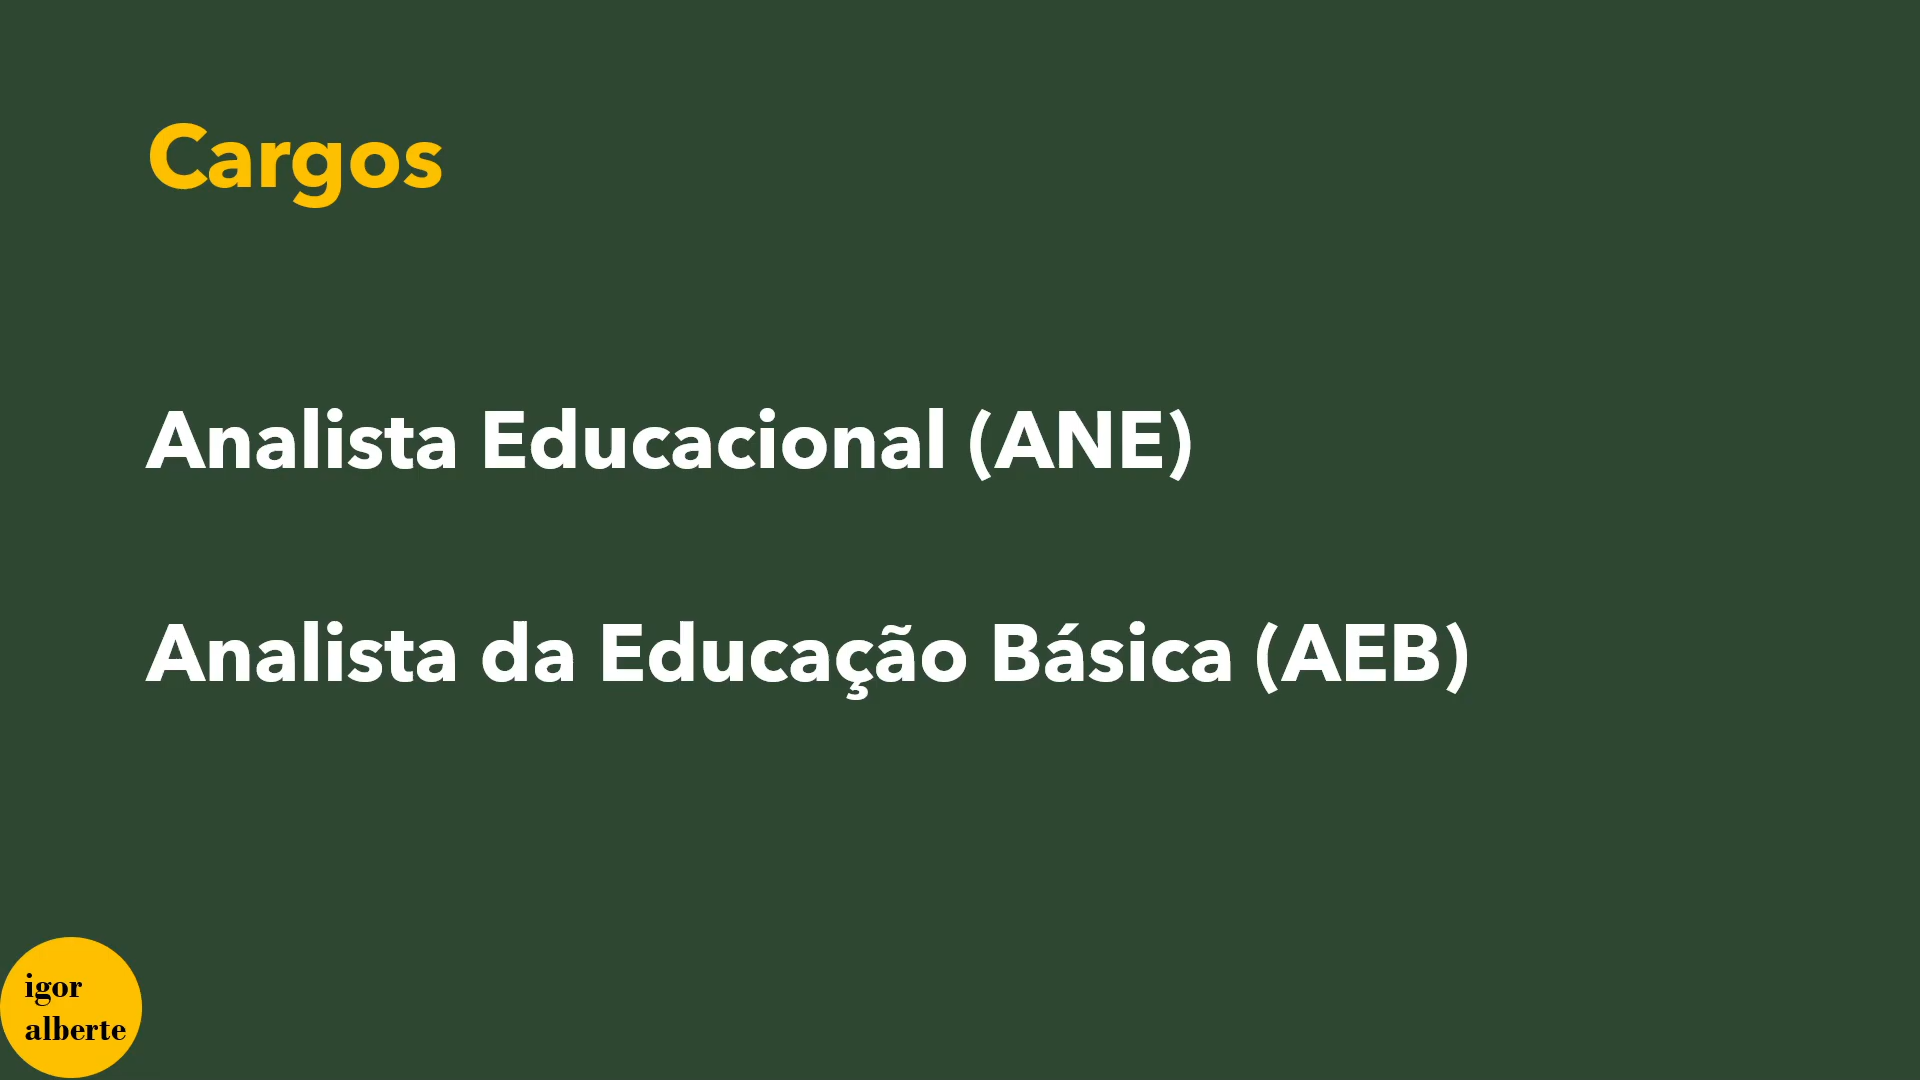 Cargos
Analista Educacional (ANE)
Analista da Educação Básica (AEB)
igor
alberte